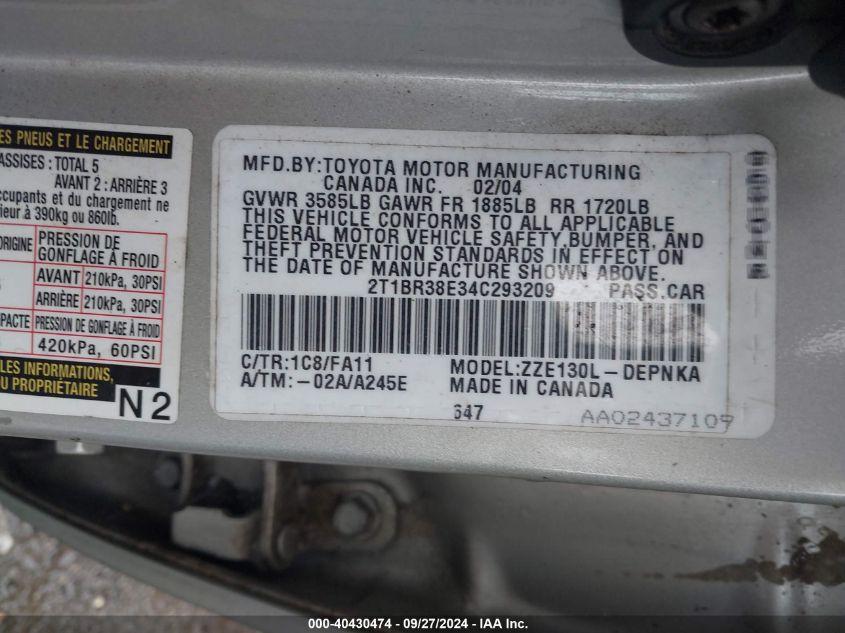 ES PNEUS ET LE CHARGEMENT
ASSISES : TOTAL 5
AVANT 2 : ARRIÈRE 3
occupants et du chargement ne
rieur à 390kg ou 860lb.
ORIGINE PRESSION DE GONFLAGE À FROID
AVANT 210kPa, 30PSI
ARRIÈRE 210kPa, 30PSI
PACTE PRESSION DE GONFLAGE À FROID
420kPa, 60PSI
LES INFORMATIONS
DU PROPRIÉTAIRE
N2
MFD.BY:TOYOTA MOTOR MANUFACTURING
CANADA INC. 02/04
GVWR 3585LB GAWR FR 1885LB RR 1720LB
THIS VEHICLE CONFORMS TO ALL APPLICABLE
FEDERAL MOTOR VEHICLE SAFETY,BUMPER, AND
THEFT PREVENTION STANDARDS IN EFFECT ON
THE DATE OF MANUFACTURE SHOWN ABOVE.
2T1BR38E34C293209 PASS.CAR
C/TR:1C8/FA11 MODEL:ZZE130L-DEPNKA
A/TM:-02A/A245E MADE IN CANADA
647 AA02437109
000-40430474 - 09/27/2024 - IAA Inc.